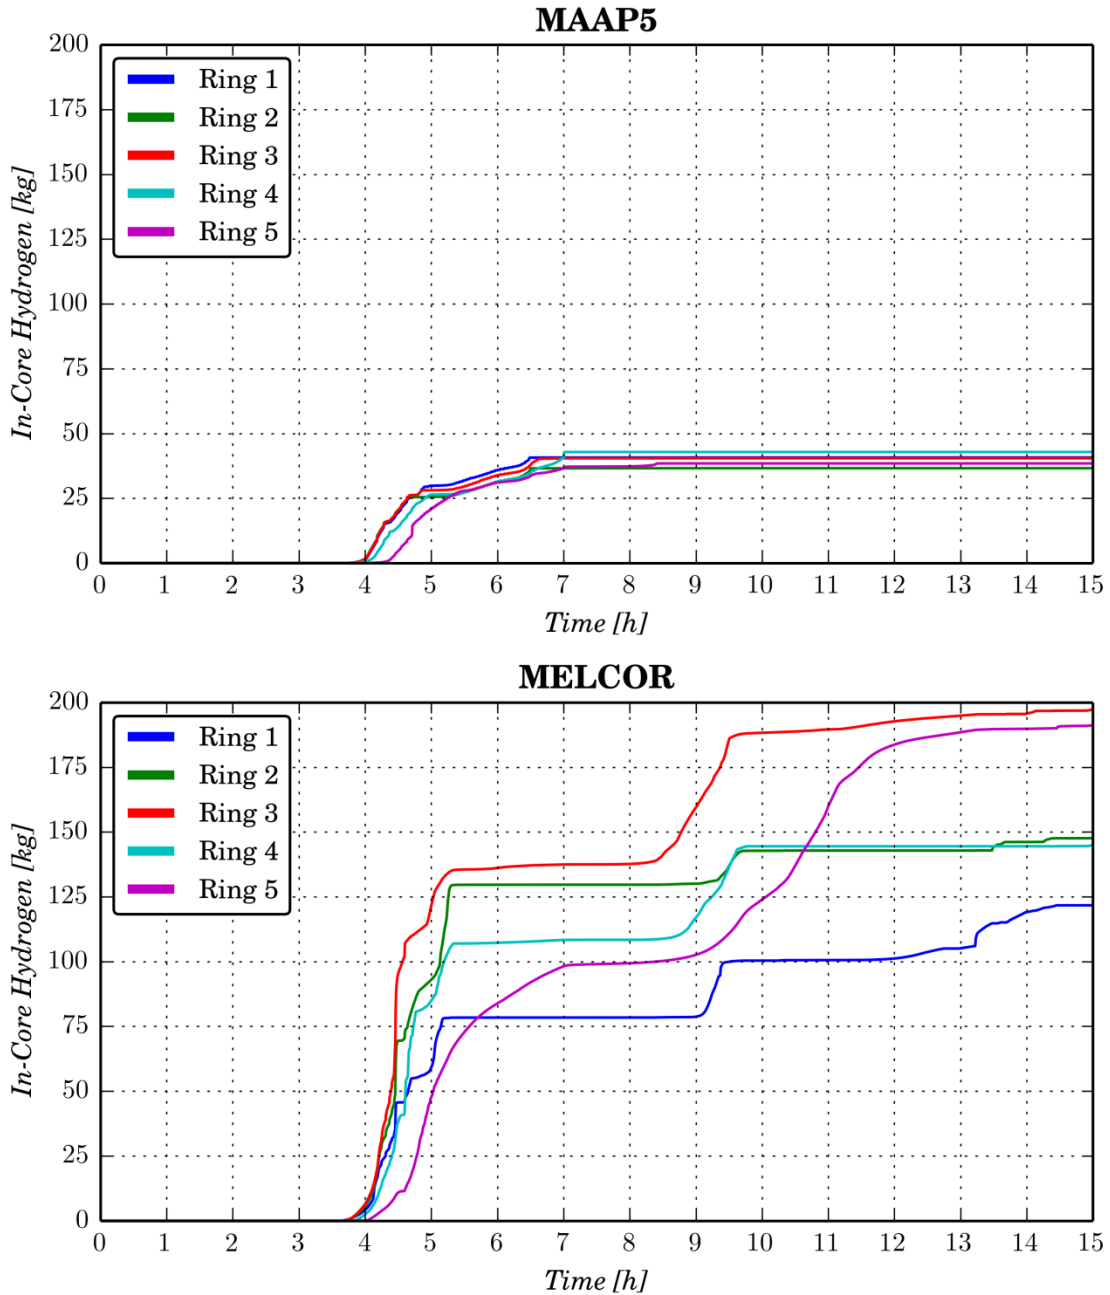 MAAP5
200
175
150
125
100
75
50
25
0
In-Core Hydrogen [kg]
Ring 1
Ring 2
Ring 3
Ring 4
Ring 5
0 1 2 3 4 5 6 7 8 9 10 11 12 13 14 15
Time [h]
MELCOR
200
175
150
125
100
75
50
25
0
In-Core Hydrogen [kg]
Ring 1
Ring 2
Ring 3
Ring 4
Ring 5
0 1 2 3 4 5 6 7 8 9 10 11 12 13 14 15
Time [h]